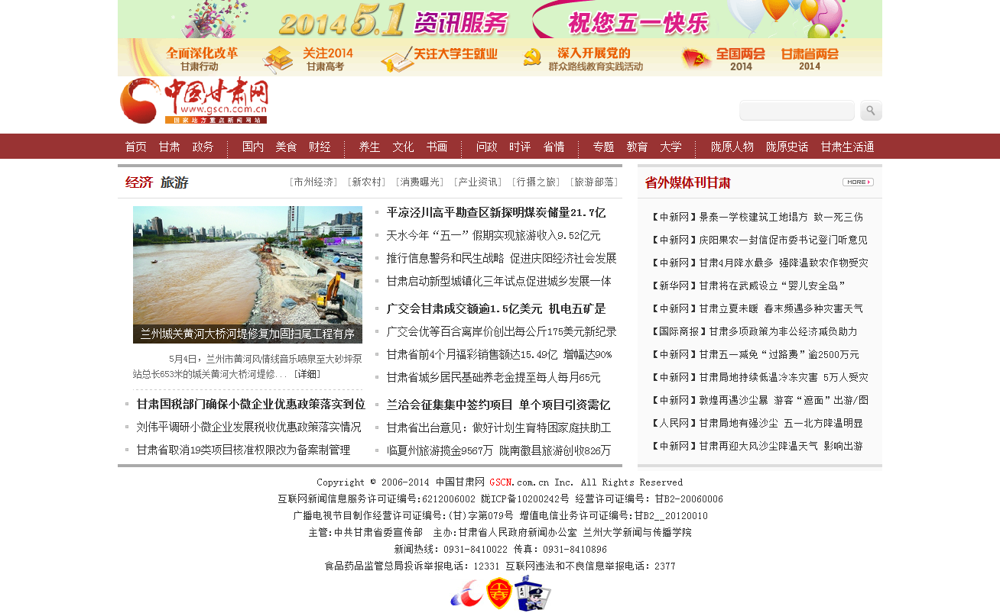 2014 5.1 资讯服务 祝您五一快乐
全面深化改革 关注2014 关注大学生就业 深入开展党的 全国两会 甘肃省两会
甘肃行动 甘肃高考 群众路线教育实践活动 2014 2014
中国甘肃网
www.gscn.com.cn
国家地方重点新闻网站
首页 甘肃 政务 国内 美食 财经 养生 文化 书画 问政 时评 省情 专题 教育 大学 陇原人物 陇原史话 甘肃生活通
经济 旅游 [市州经济] [新农村] [消费曝光] [产业资讯] [行摄之旅] [旅游部落]
兰州城关黄河大桥河堤修复加固扫尾工程有序
5月4日，兰州市黄河风情线音乐喷泉至大砂坪泵
站总长653米的城关黄河大桥河堤修... [详细]
甘肃国税部门确保小微企业优惠政策落实到位
刘伟平调研小微企业发展税收优惠政策落实情况
甘肃省取消19类项目核准权限改为备案制管理
平凉泾川高平勘查区新探明煤炭储量21.7亿
天水今年“五一”假期实现旅游收入9.52亿元
推行信息警务和民生战略 促进庆阳经济社会发展
甘肃启动新型城镇化三年试点促进城乡发展一体
广交会甘肃成交额逾1.5亿美元 机电五矿是
广交会优等百合离岸价创出每公斤175美元新纪录
甘肃省前4个月福彩销售额达15.49亿 增幅达90%
甘肃省城乡居民基础养老金提至每人每月65元
兰洽会征集集中签约项目 单个项目引资需亿
甘肃省出台意见：做好计划生育特困家庭扶助工
临夏州旅游揽金9567万 陇南徽县旅游创收826万
省外媒体刊甘肃 MORE
【中新网】景泰一学校建筑工地塌方 致一死三伤
【中新网】庆阳果农一封信促市委书记登门听意见
【中新网】甘肃4月降水最多 强降温致农作物受灾
【新华网】甘肃将在武威设立“婴儿安全岛”
【中新网】甘肃立夏未暖 春末频遇多种灾害天气
【国际商报】甘肃多项政策为非公经济减负助力
【中新网】甘肃五一减免“过路费”逾2500万元
【中新网】甘肃局地持续低温冷冻灾害 5万人受灾
【中新网】敦煌再遇沙尘暴 游客“遮面”出游/图
【人民网】甘肃局地有强沙尘 五一北方降温明显
【中新网】甘肃再迎大风沙尘降温天气 影响出游
Copyright © 2006-2014 中国甘肃网 GSCN.com.cn Inc. All Rights Reserved
互联网新闻信息服务许可证编号:6212006002 陇ICP备10200242号 经营许可证编号: 甘B2-20060006
广播电视节目制作经营许可证编号:(甘)字第079号 增值电信业务许可证编号:甘B2__20120010
主管:中共甘肃省委宣传部 主办:甘肃省人民政府新闻办公室 兰州大学新闻与传播学院
新闻热线: 0931-8410022 传真: 0931-8410896
食品药品监管总局投诉举报电话: 12331 互联网违法和不良信息举报电话: 2377